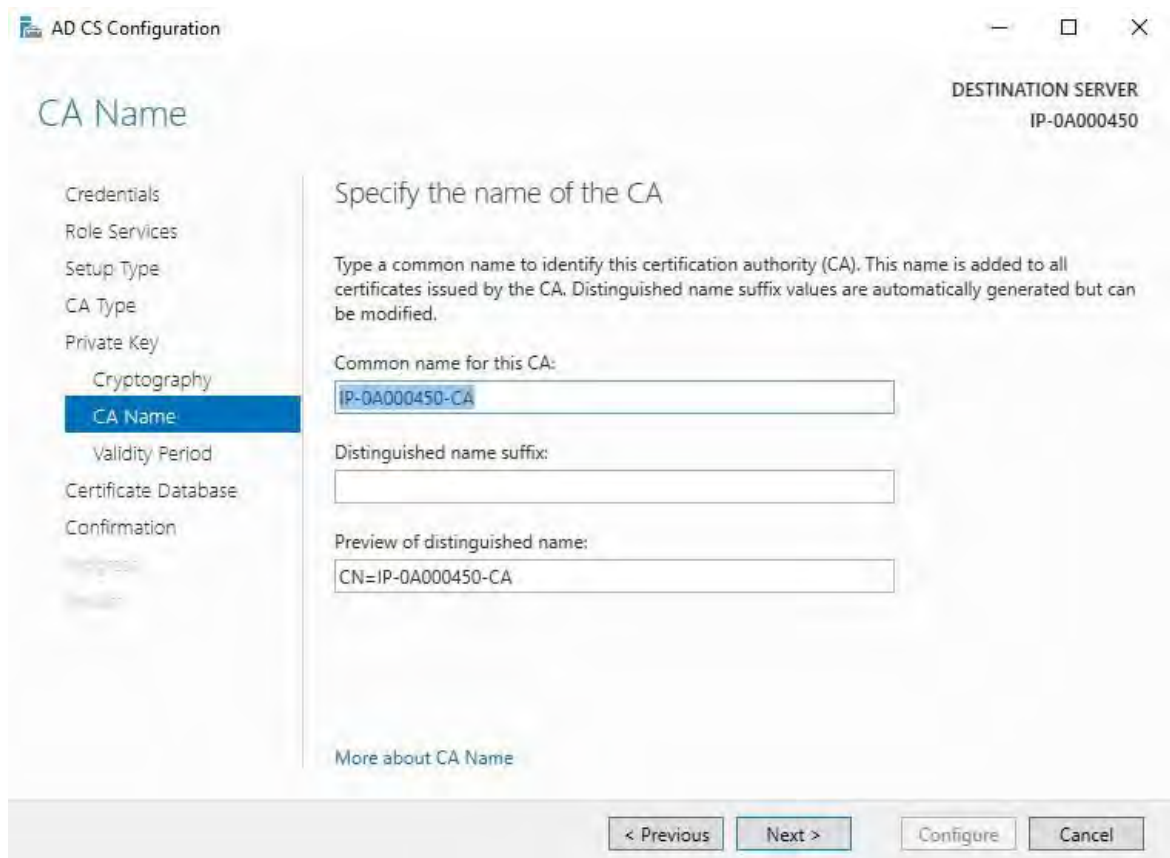 AD CS Configuration
CA Name
DESTINATION SERVER
IP-0A000450
Credentials
Role Services
Setup Type
CA Type
Private Key
Cryptography
CA Name
Validity Period
Certificate Database
Confirmation
Specify the name of the CA
Type a common name to identify this certification authority (CA). This name is added to all
certificates issued by the CA. Distinguished name suffix values are automatically generated but can
be modified.
Common name for this CA:
IP-0A000450-CA
Distinguished name suffix:
Preview of distinguished name:
CN=IP-0A000450-CA
More about CA Name
< Previous
Next >
Configure
Cancel